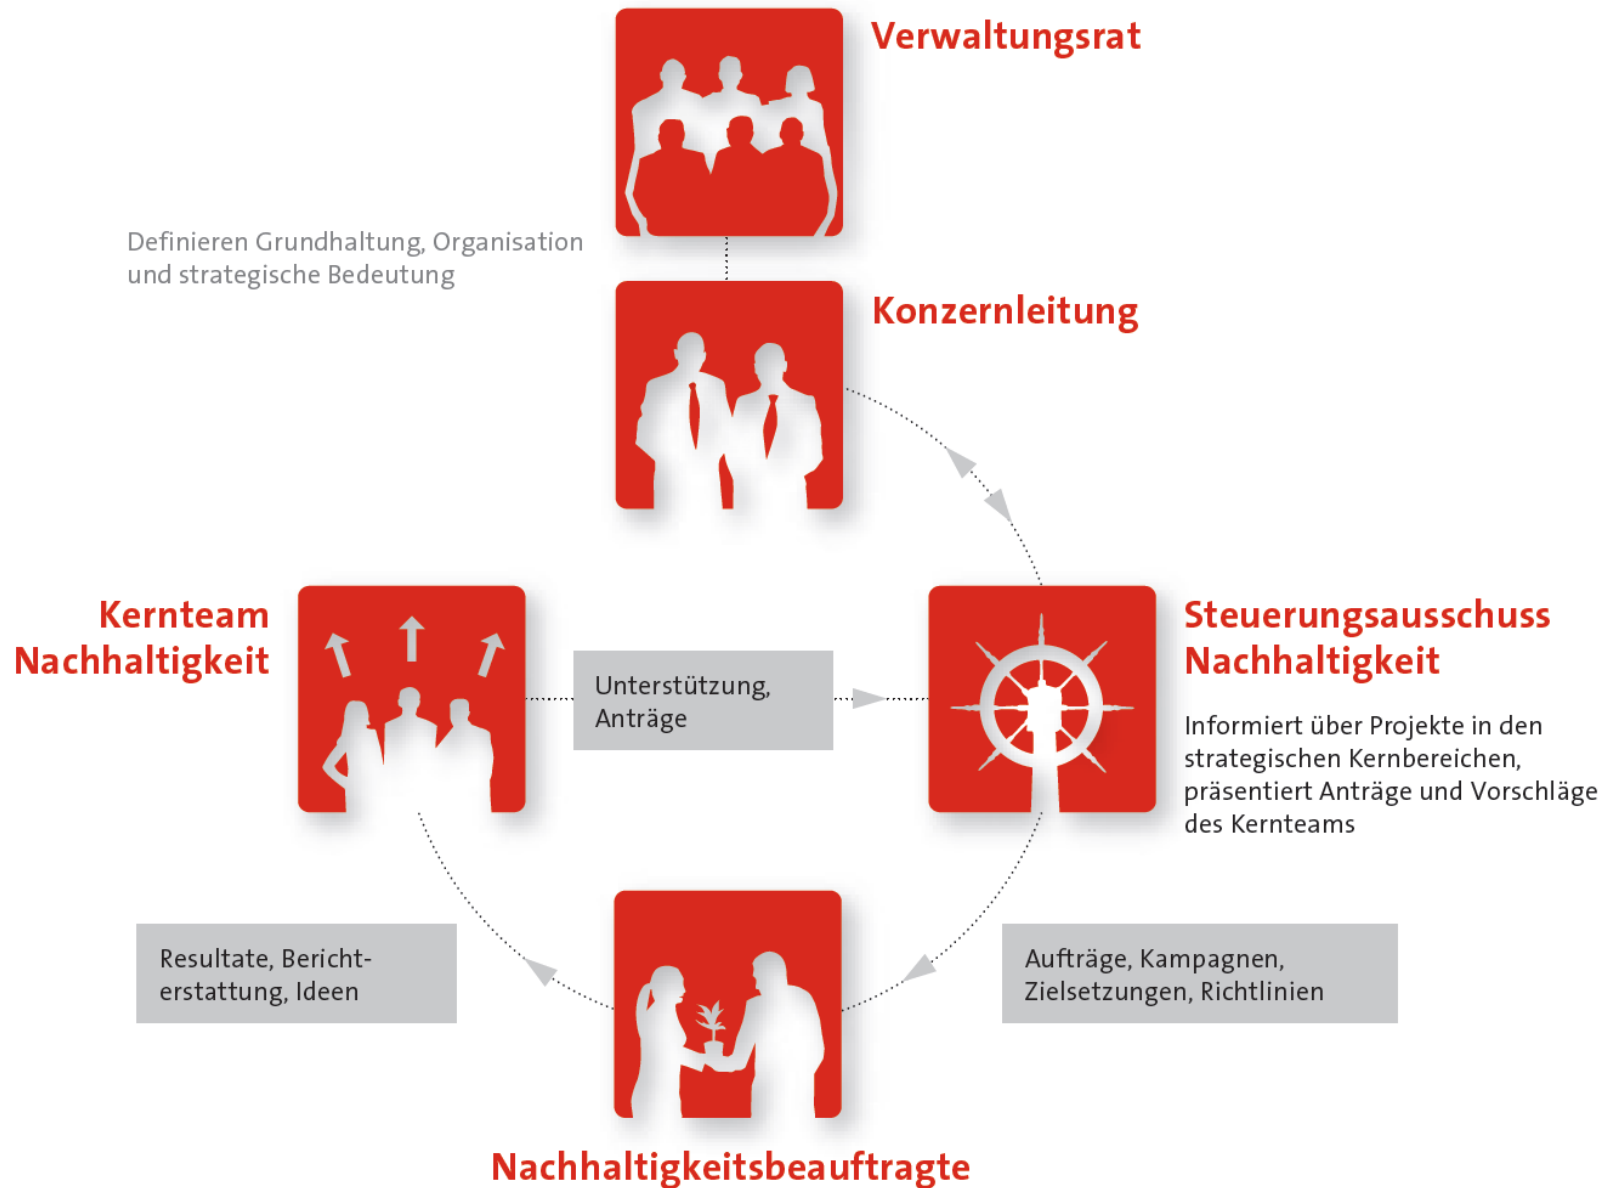 Verwaltungsrat
Definieren Grundhaltung, Organisation
und strategische Bedeutung
Konzernleitung
Kernteam
Nachhaltigkeit
Unterstützung,
Anträge
Steuerungsausschuss
Nachhaltigkeit
Informiert über Projekte in den
strategischen Kernbereichen,
präsentiert Anträge und Vorschläge
des Kernteams
Resultate, Bericht-
erstattung, Ideen
Aufträge, Kampagnen,
Zielsetzungen, Richtlinien
Nachhaltigkeitsbeauftragte